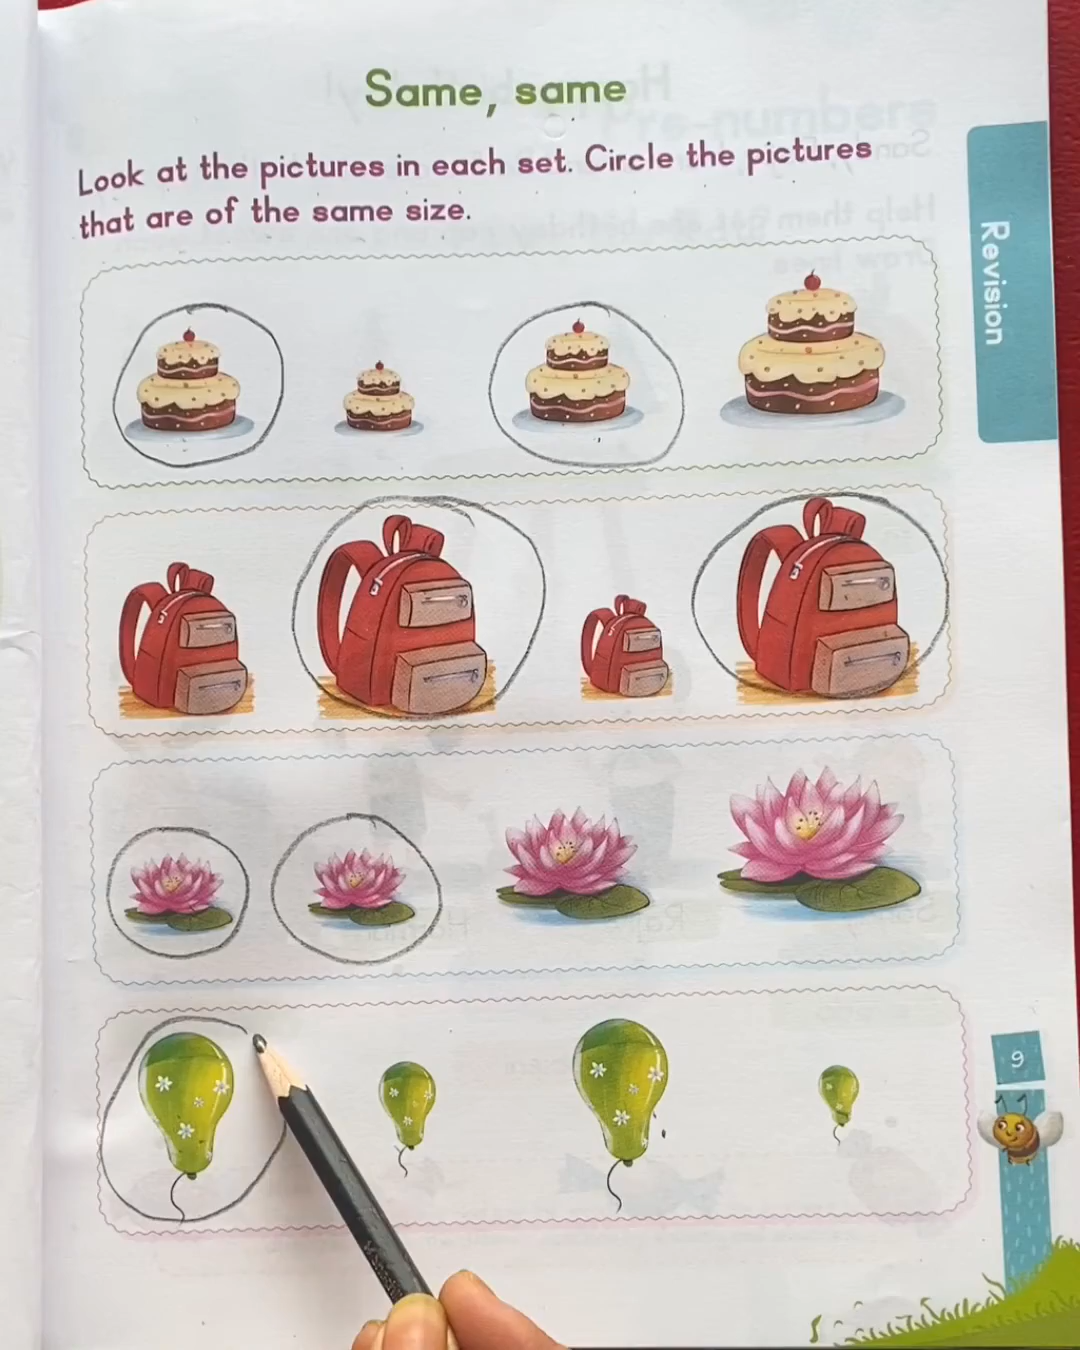 Same, same
Look at the pictures in each set. Circle the pictures
that are of the same size.
Revision
9